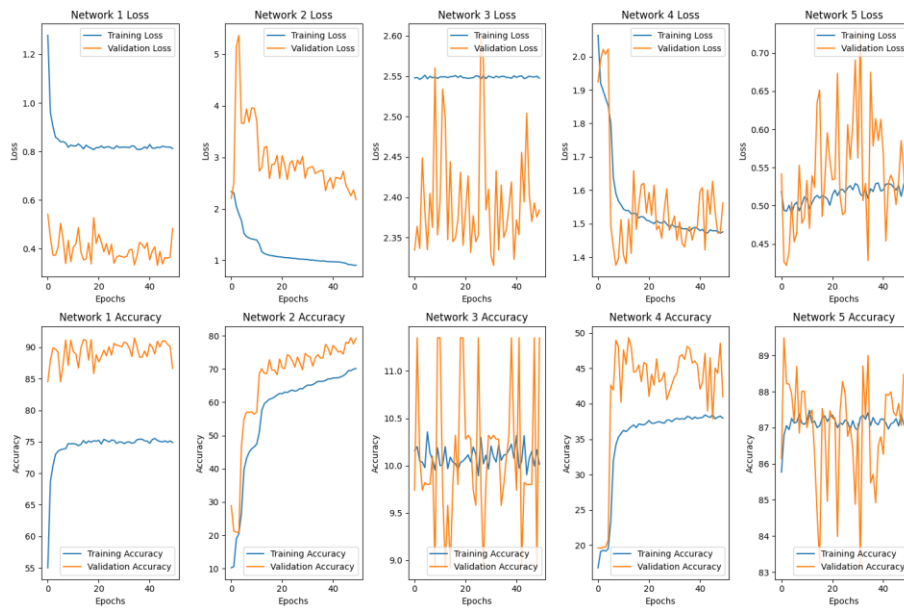 Network 1 Loss
Training Loss
Validation Loss
1.2
1.0
0.8
0.6
0.4
Loss
0
20
40
Epochs
Network 2 Loss
Training Loss
Validation Loss
5
4
3
2
1
Loss
0
20
40
Epochs
Network 3 Loss
Training Loss
Validation Loss
2.60
2.55
2.50
2.45
2.40
2.35
Loss
0
20
40
Epochs
Network 4 Loss
Training Loss
Validation Loss
2.0
1.9
1.8
1.7
1.6
1.5
1.4
Loss
0
20
40
Epochs
Network 5 Loss
Training Loss
Validation Loss
0.70
0.65
0.60
0.55
0.50
0.45
Loss
0
20
40
Epochs
Network 1 Accuracy
90
85
80
75
70
65
60
55
Accuracy
Training Accuracy
Validation Accuracy
0
20
40
Epochs
Network 2 Accuracy
80
70
60
50
40
30
20
10
Accuracy
Training Accuracy
Validation Accuracy
0
20
40
Epochs
Network 3 Accuracy
11.0
10.5
10.0
9.5
9.0
Accuracy
Training Accuracy
Validation Accuracy
0
20
40
Epochs
Network 4 Accuracy
50
45
40
35
30
25
20
Accuracy
Training Accuracy
Validation Accuracy
0
20
40
Epochs
Network 5 Accuracy
89
88
87
86
85
84
83
Accuracy
Training Accuracy
Validation Accuracy
0
20
40
Epochs